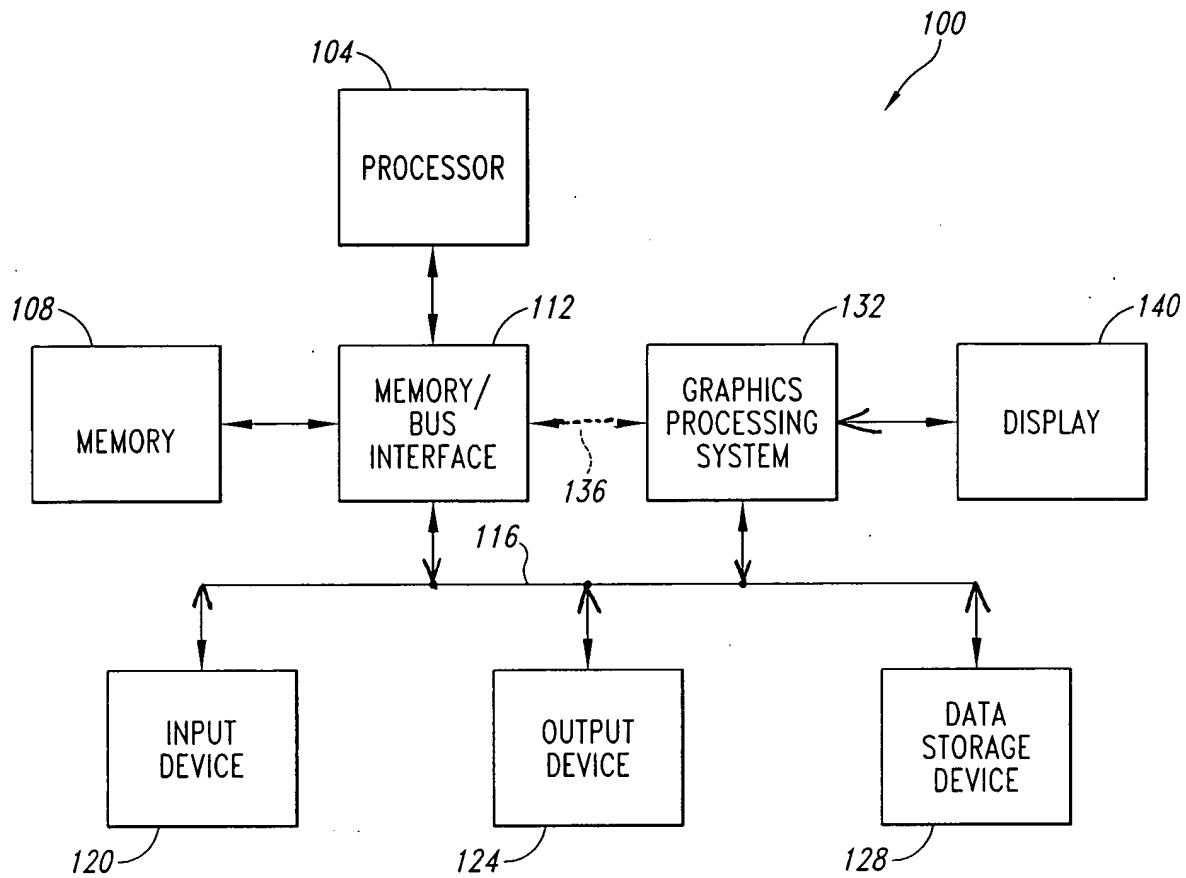 100
104
PROCESSOR
108
112
132
140
MEMORY
MEMORY/
BUS
INTERFACE
GRAPHICS
PROCESSING
SYSTEM
DISPLAY
136
116
INPUT
DEVICE
OUTPUT
DEVICE
DATA
STORAGE
DEVICE
120
124
128